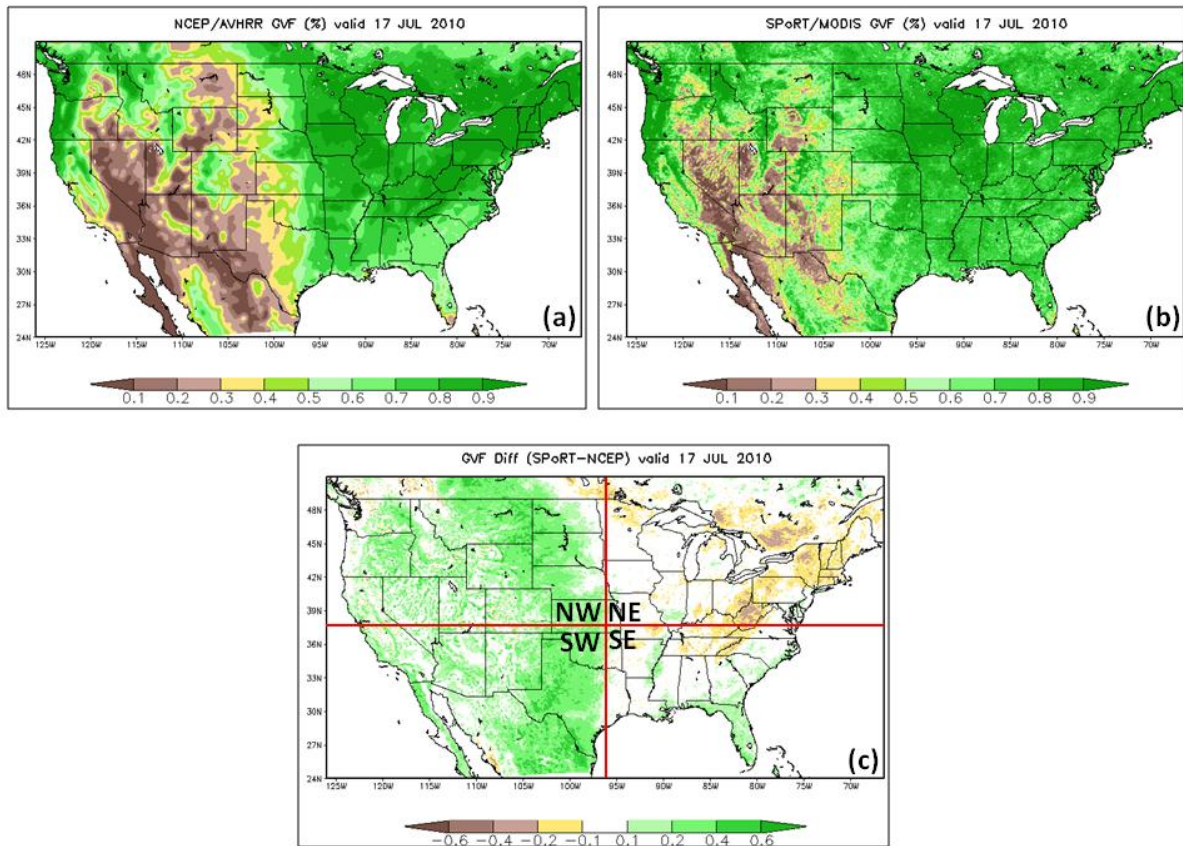 NCEP/AVHRR GVF (%) valid 17 JUL 2010
48N
45N
42N
39N
36N
33N
30N
27N
24N
(a)
125W 120W 115W 110W 105W 100W 95W 90W 85W 80W 75W 70W
0.1 0.2 0.3 0.4 0.5 0.6 0.7 0.8 0.9
SPoRT/MODIS GVF (%) valid 17 JUL 2010
48N
45N
42N
39N
36N
33N
30N
27N
24N
(b)
125W 120W 115W 110W 105W 100W 95W 90W 85W 80W 75W 70W
0.1 0.2 0.3 0.4 0.5 0.6 0.7 0.8 0.9
GVF Diff (SPoRT-NCEP) valid 17 JUL 2010
48N
45N
42N
39N
36N
33N
30N
27N
24N
NW NE
SW SE
(c)
125W 120W 115W 110W 105W 100W 95W 90W 85W 80W 75W 70W
-0.6 -0.4 -0.2 -0.1 0.1 0.2 0.4 0.6